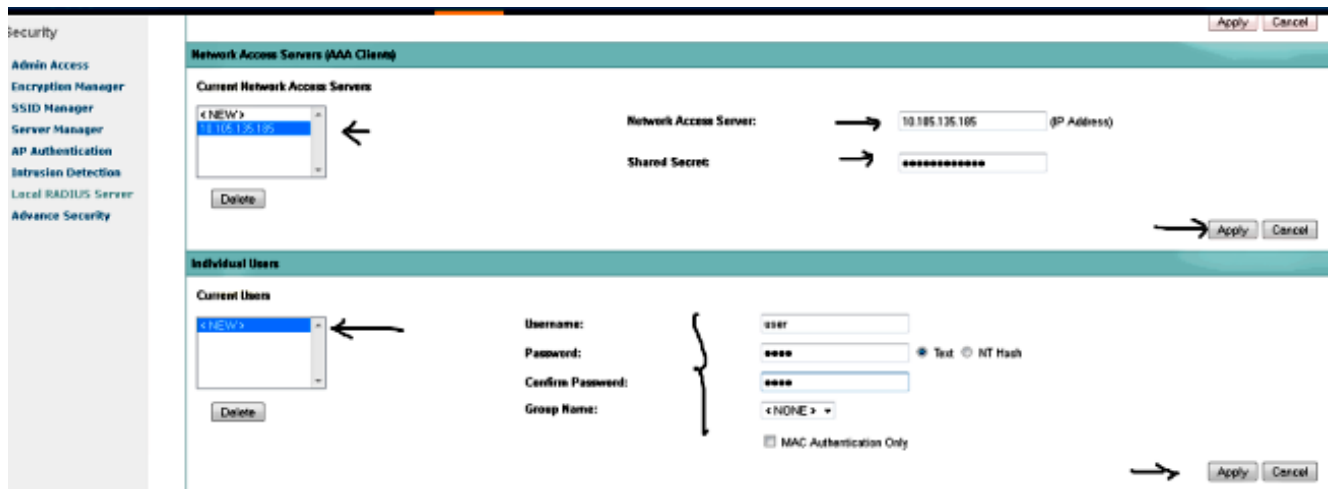 Security
Apply Cancel
Network Access Servers (AAA Clients)
Admin Access
Encryption Manager
SSID Manager
Server Manager
AP Authentication
Intrusion Detection
Local RADIUS Server
Advance Security
Current Network Access Servers
< NEW >
10.105.135.185
Delete
Network Access Server: 10.105.135.185 (IP Address)
Shared Secret: ●●●●●●●●●●●●
Apply Cancel
Individual Users
Current Users
< NEW >
Delete
Username: user
Password: ●●●● Text NT Hash
Confirm Password: ●●●●
Group Name: < NONE >
MAC Authentication Only
Apply Cancel